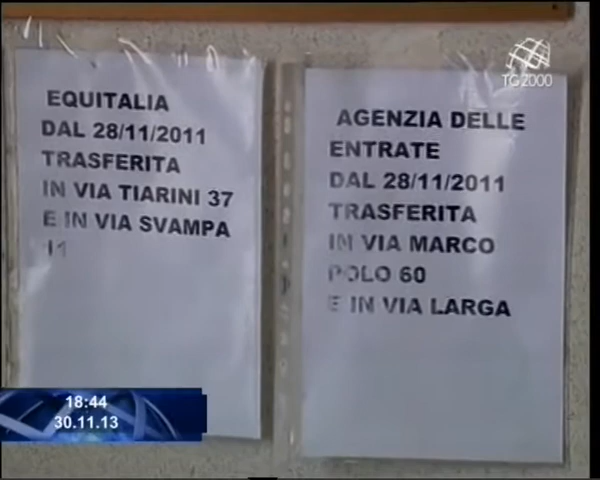 TG2000
EQUITALIA
DAL 28/11/2011
TRASFERITA
IN VIA TIARINI 37
E IN VIA SVAMPA
11
AGENZIA DELLE
ENTRATE
DAL 28/11/2011
TRASFERITA
IN VIA MARCO
POLO 60
E IN VIA LARGA
18:44
30.11.13